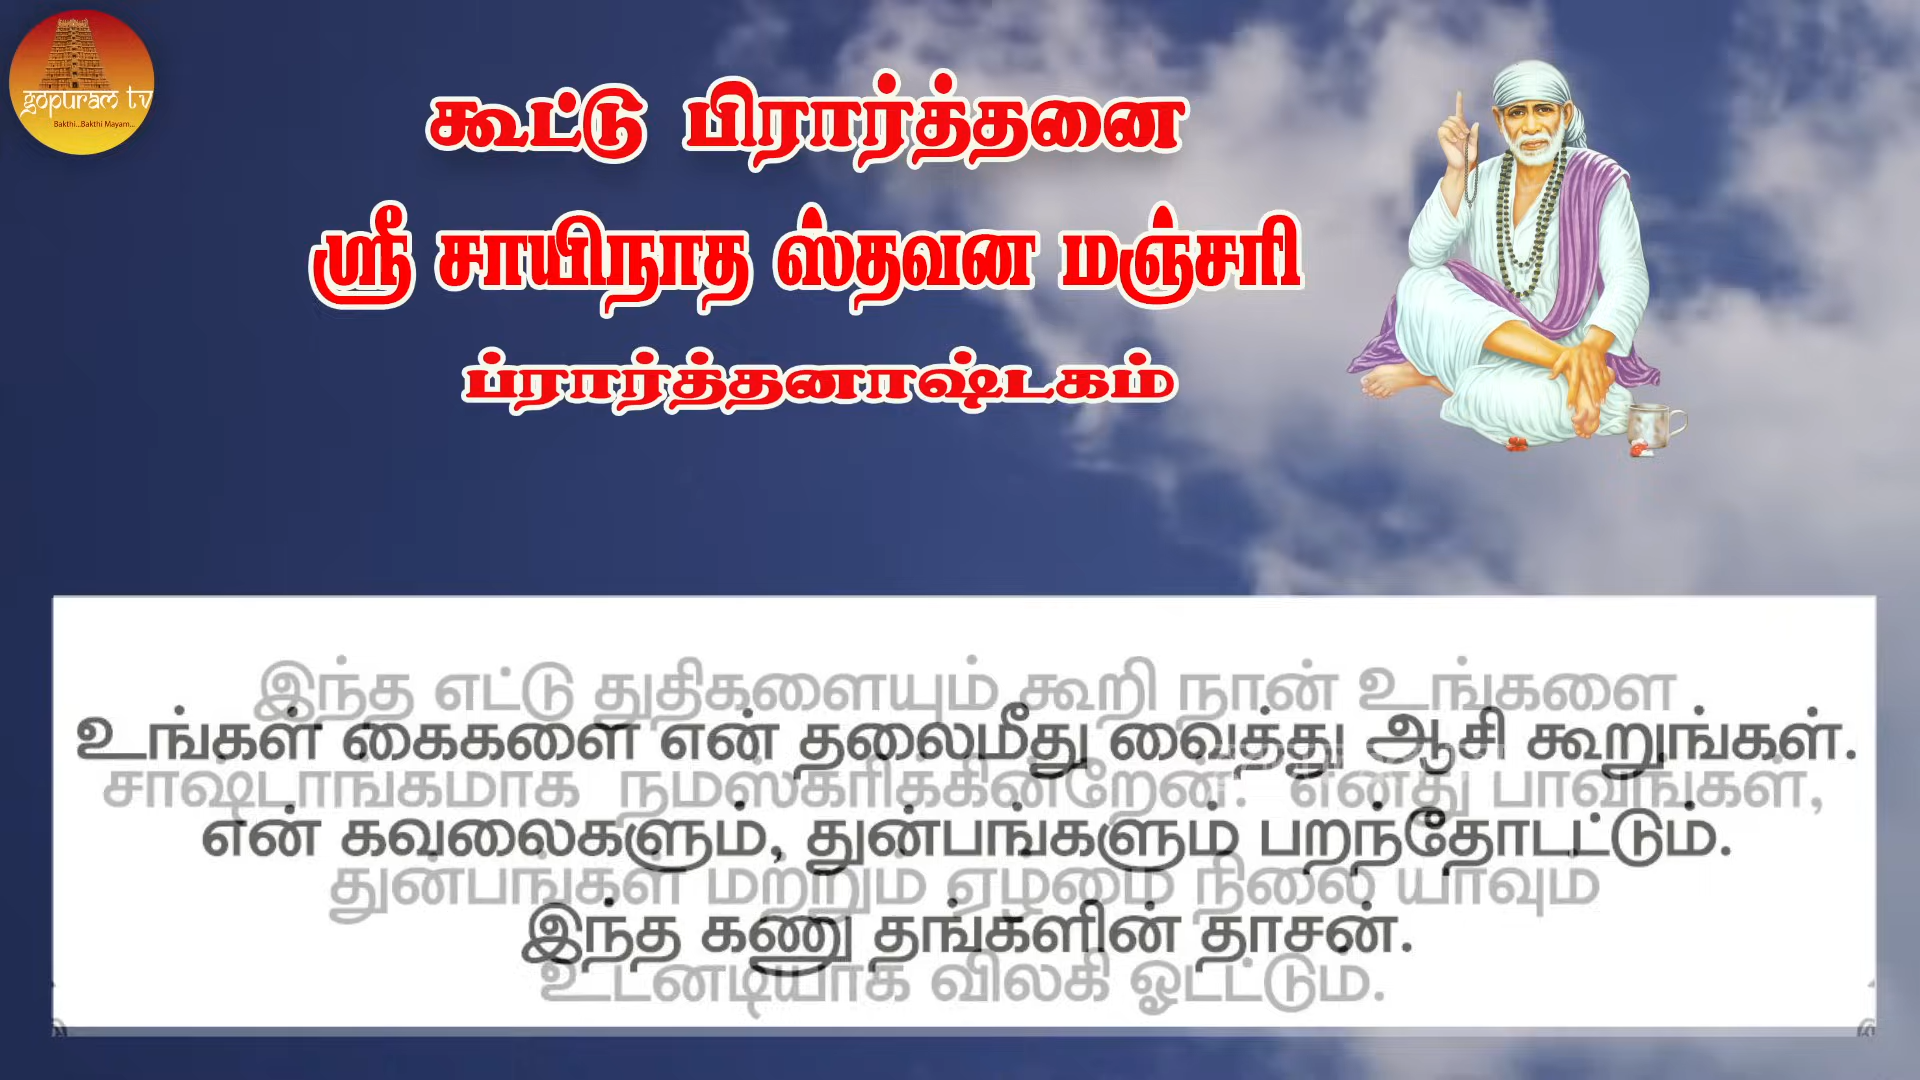 gopuram tv
Bakthi...Bakthi Mayam...
கூட்டு பிரார்த்தனை
ஸ்ரீ சாயிநாத ஸ்தவன மஞ்சரி
ப்ரார்த்தனாஷ்டகம்
இந்த எட்டு துதிகளையும் கூறி நான் உங்களை
உங்கள் கைகளை என் தலைமீது வைத்து ஆசி கூறுங்கள்.
சாஷ்டாங்கமாக நமஸ்கரிக்கின்றேன். எனது பாவங்கள்,
என் கவலைகளும், துன்பங்களும் பறந்தோடட்டும்.
துன்பங்கள் மற்றும் ஏழ்மை நிலை யாவும்
இந்த கணு தங்களின் தாசன்.
உடனடியாக விலகி ஓடட்டும்.